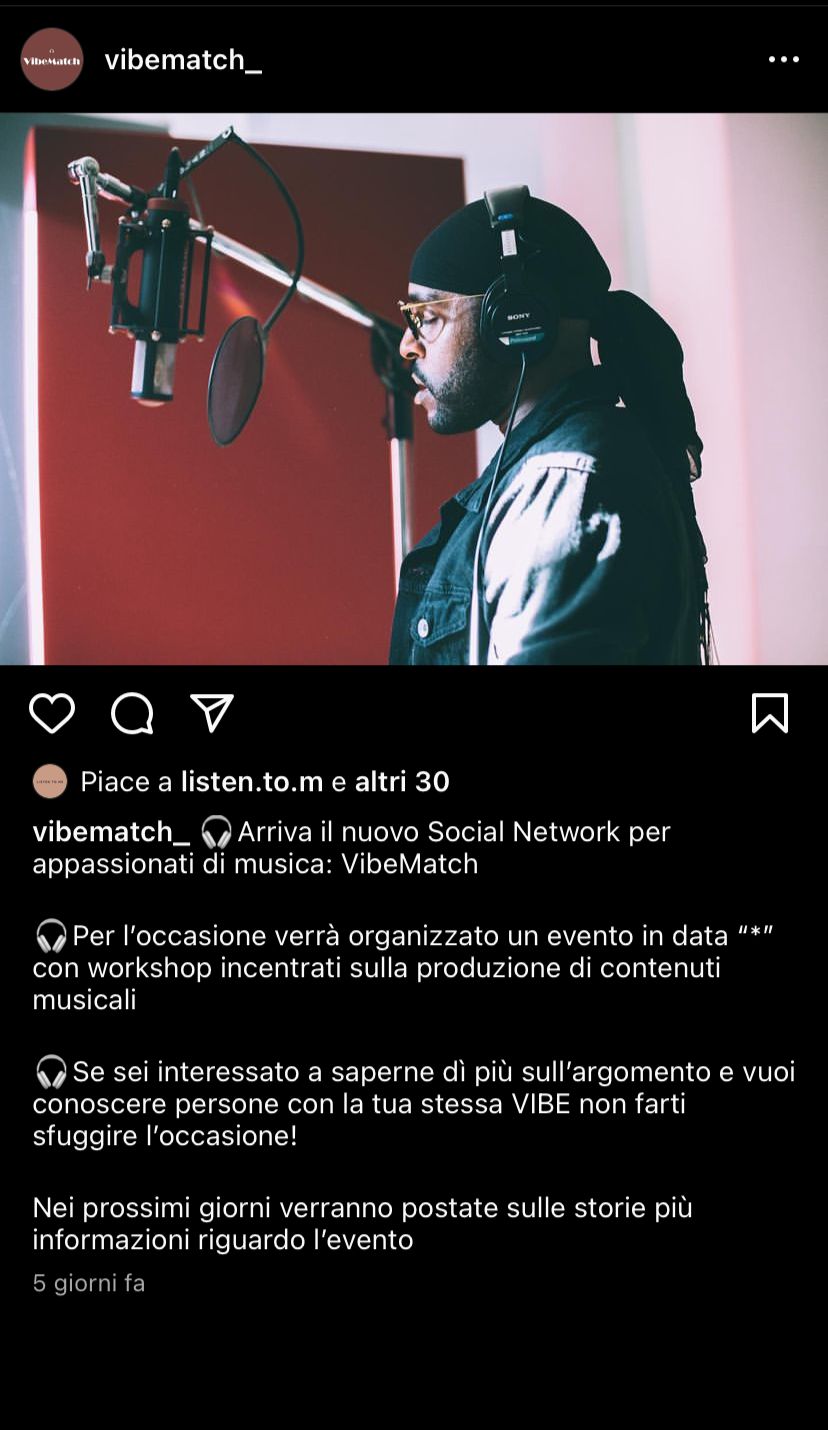 VibeMatch
vibematch_
SONY
Piace a listen.to.m e altri 30
vibematch_ 🎧Arriva il nuovo Social Network per
appassionati di musica: VibeMatch
🎧Per l’occasione verrà organizzato un evento in data “*”
con workshop incentrati sulla produzione di contenuti
musicali
🎧Se sei interessato a saperne dì più sull’argomento e vuoi
conoscere persone con la tua stessa VIBE non farti
sfuggire l’occasione!
Nei prossimi giorni verranno postate sulle storie più
informazioni riguardo l’evento
5 giorni fa